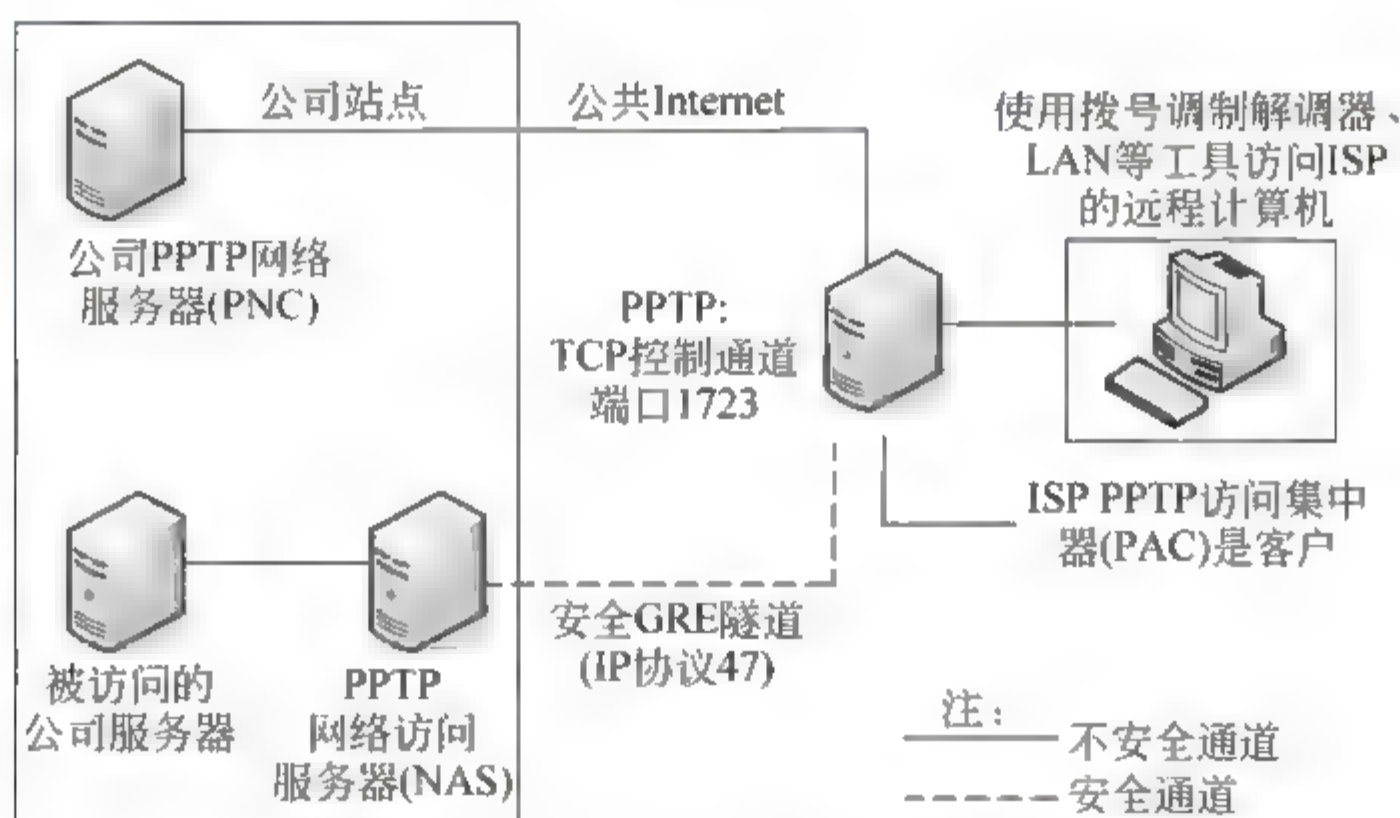 公司站点
公共Internet
使用拨号调制解调器、
LAN等工具访问ISP
的远程计算机
公司PPTP网络
服务器(PNC)
PPTP:
TCP控制通道
端口1723
ISP PPTP访问集中
器(PAC)是客户
安全GRE隧道
(IP协议47)
被访问的
公司服务器
PPTP
网络访问
服务器(NAS)
注：
不安全通道
安全通道